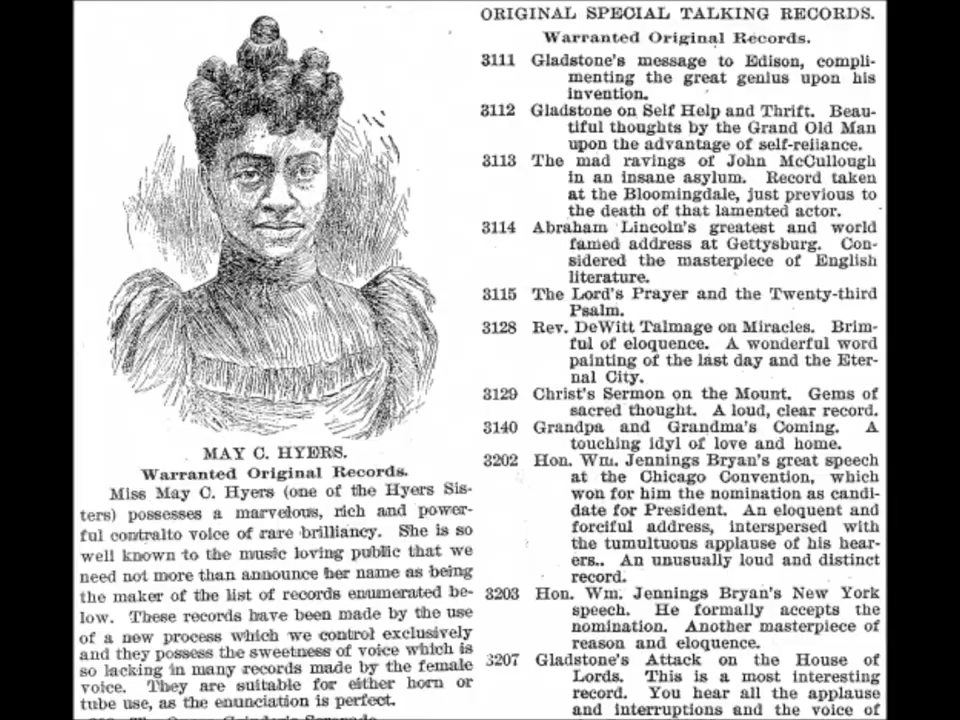 MAY C. HYERS.
Warranted Original Records.
Miss May C. Hyers (one of the Hyers Sis-
ters) possesses a marvelous, rich and power-
ful contralto voice of rare brilliancy. She is so
well known to the music loving public that we
need not more than announce her name as being
the maker of the list of records enumerated be-
low. These records have been made by the use
of a new process which we control exclusively
and they possess the sweetness of voice which is
so lacking in many records made by the female
voice. They are suitable for either horn or
tube use, as the enunciation is perfect.
ORIGINAL SPECIAL TALKING RECORDS.
Warranted Original Records.
3111 Gladstone's message to Edison, compli-
menting the great genius upon his
invention.
3112 Gladstone on Self Help and Thrift. Beau-
tiful thoughts by the Grand Old Man
upon the advantage of self-reliance.
3113 The mad ravings of John McCullough
in an insane asylum. Record taken
at the Bloomingdale, just previous to
the death of that lamented actor.
3114 Abraham Lincoln's greatest and world
famed address at Gettysburg. Con-
sidered the masterpiece of English
literature.
3115 The Lord's Prayer and the Twenty-third
Psalm.
3128 Rev. DeWitt Talmage on Miracles. Brim-
ful of eloquence. A wonderful word
painting of the last day and the Eter-
nal City.
3129 Christ's Sermon on the Mount. Gems of
sacred thought. A loud, clear record.
3140 Grandpa and Grandma's Coming. A
touching idyl of love and home.
3202 Hon. Wm. Jennings Bryan's great speech
at the Chicago Convention, which
won for him the nomination as candi-
date for President. An eloquent and
forciful address, interspersed with
the tumultuous applause of his hear-
ers.. An unusually loud and distinct
record.
3203 Hon. Wm. Jennings Bryan's New York
speech. He formally accepts the
nomination. Another masterpiece of
reason and eloquence.
3207 Gladstone's Attack on the House of
Lords. This is a most interesting
record. You hear all the applause
and interruptions and the voice of